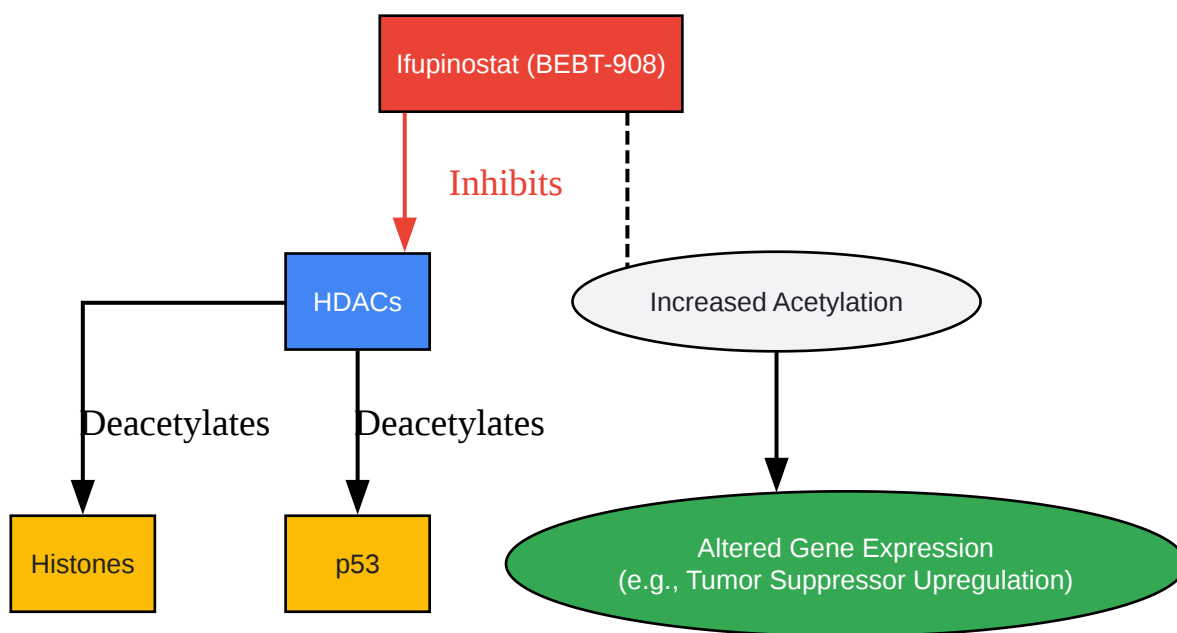 Ifupinostat (BEBT-908)
Inhibits
HDACs
Increased Acetylation
Deacetylates
Deacetylates
Histones
p53
Altered Gene Expression
(e.g., Tumor Suppressor Upregulation)